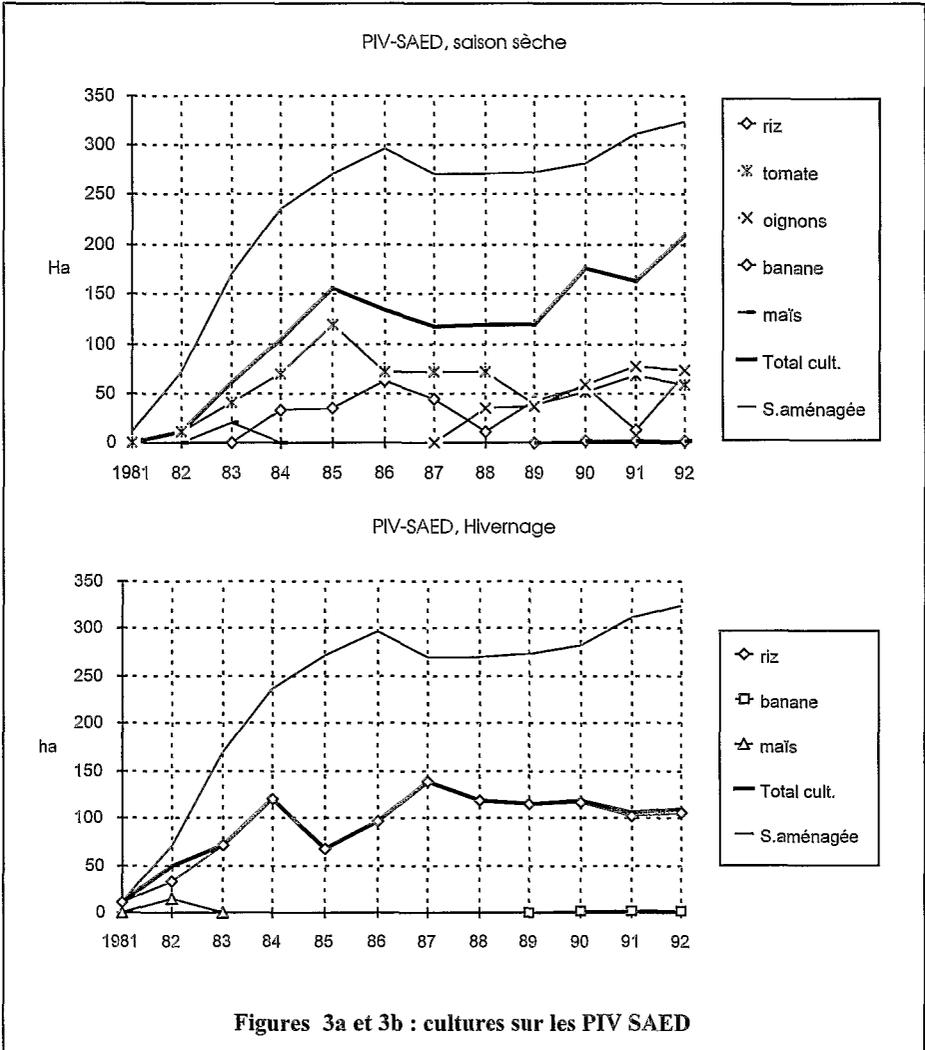 PIV-SAED, saison sèche
350
300
250
200
150
100
50
0
Ha
1981 82 83 84 85 86 87 88 89 90 91 92
riz
tomate
oignons
banane
maïs
Total cult.
S.aménagée
PIV-SAED, Hivernage
350
300
250
200
150
100
50
0
ha
1981 82 83 84 85 86 87 88 89 90 91 92
riz
banane
maïs
Total cult.
S.aménagée
Figures 3a et 3b : cultures sur les PIV SAED